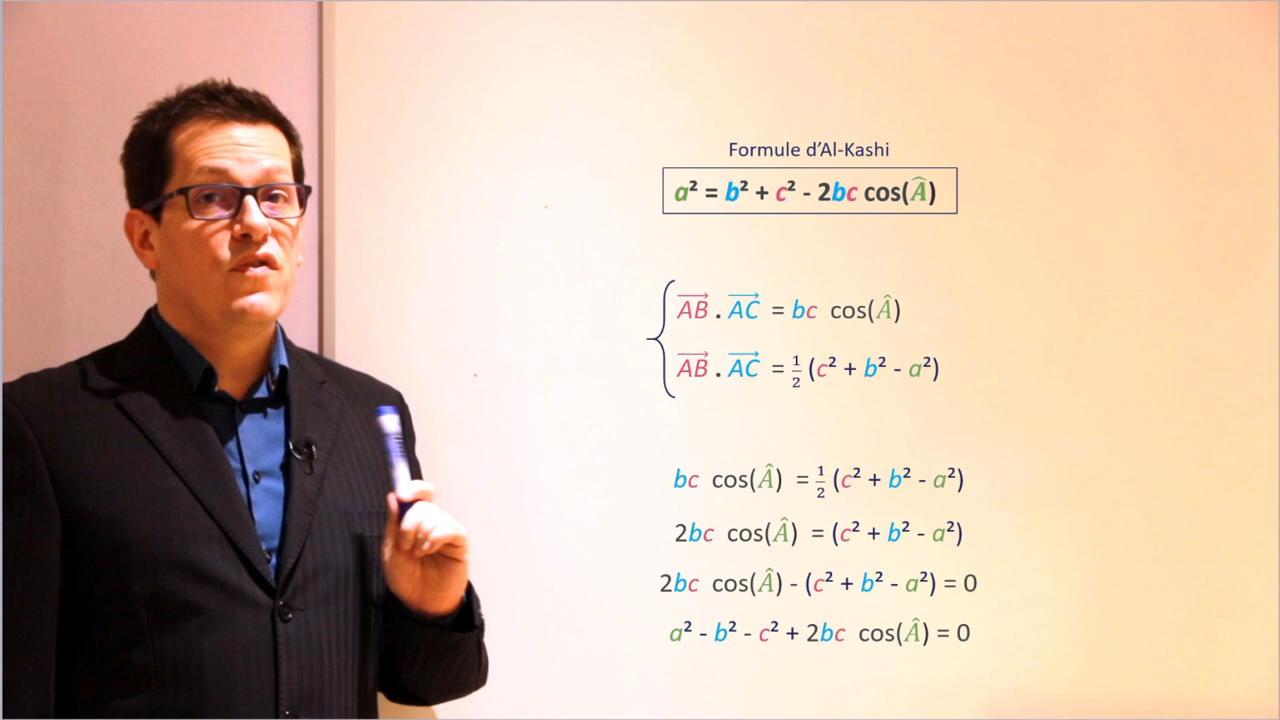 Formule d'Al-Kashi
a² = b² + c² - 2bc cos(Â)
AB . AC = bc cos(Â)
AB . AC = ½ (c² + b² - a²)
bc cos(Â) = ½ (c² + b² - a²)
2bc cos(Â) = (c² + b² - a²)
2bc cos(Â) - (c² + b² - a²) = 0
a² - b² - c² + 2bc cos(Â) = 0